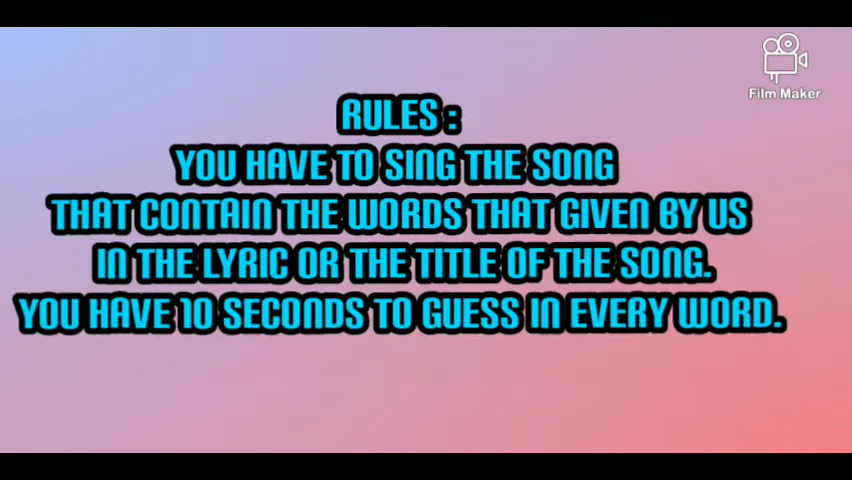 Film Maker
RULES :
YOU HAVE TO SING THE SONG
THAT CONTAIN THE WORDS THAT GIVEN BY US
IN THE LYRIC OR THE TITLE OF THE SONG.
YOU HAVE 10 SECONDS TO GUESS IN EVERY WORD.